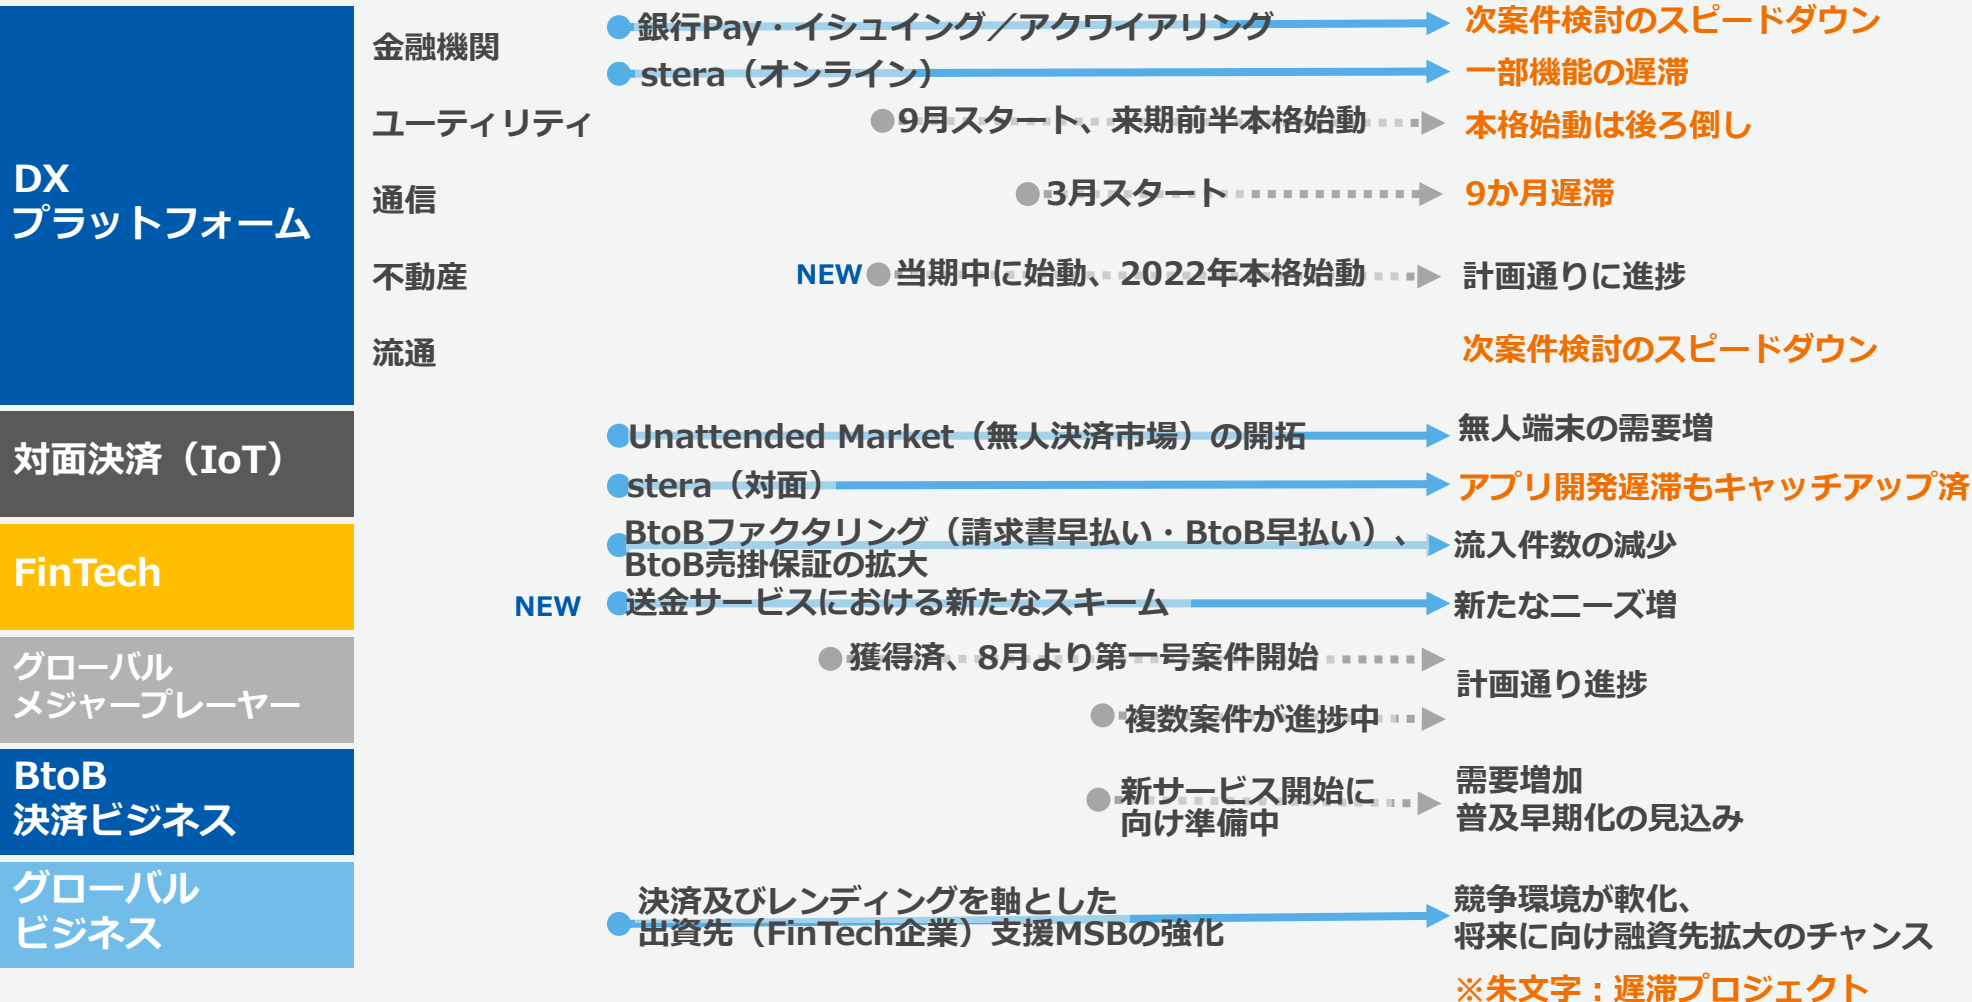 DX
プラットフォーム
金融機関
銀行Pay・イシュイング／アクワイアリング
次案件検討のスピードダウン
stera（オンライン）
一部機能の遅滞
ユーティリティ
9月スタート、来期前半本格始動
本格始動は後ろ倒し
通信
3月スタート
9か月遅滞
不動産
NEW
当期中に始動、2022年本格始動
計画通りに進捗
流通
次案件検討のスピードダウン
対面決済（IoT）
Unattended Market（無人決済市場）の開拓
無人端末の需要増
stera（対面）
アプリ開発遅滞もキャッチアップ済
FinTech
BtoBファクタリング（請求書早払い・BtoB早払い）、
BtoB売掛保証の拡大
流入件数の減少
NEW
送金サービスにおける新たなスキーム
新たなニーズ増
グローバル
メジャープレーヤー
獲得済、8月より第一号案件開始
複数案件が進捗中
計画通り進捗
BtoB
決済ビジネス
新サービス開始に
向け準備中
需要増加
普及早期化の見込み
グローバル
ビジネス
決済及びレンディングを軸とした
出資先（FinTech企業）支援MSBの強化
競争環境が軟化、
将来に向け融資先拡大のチャンス
※朱文字：遅滞プロジェクト